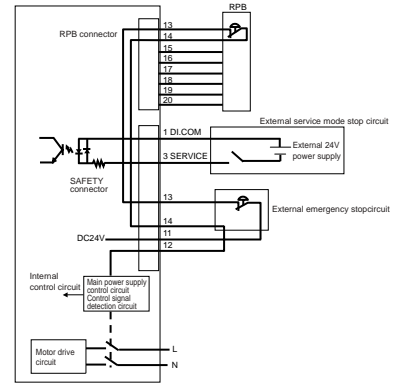 RPB
RPB connector
13
14
15
16
17
18
19
20
External service mode stop circuit
1 DI.COM
External 24V
power supply
3 SERVICE
SAFETY
connector
13
External emergency stopcircuit
14
DC24V
11
12
Internal
control circuit
Main power supply
control circuit
Control signal
detection circuit
Motor drive
circuit
L
N